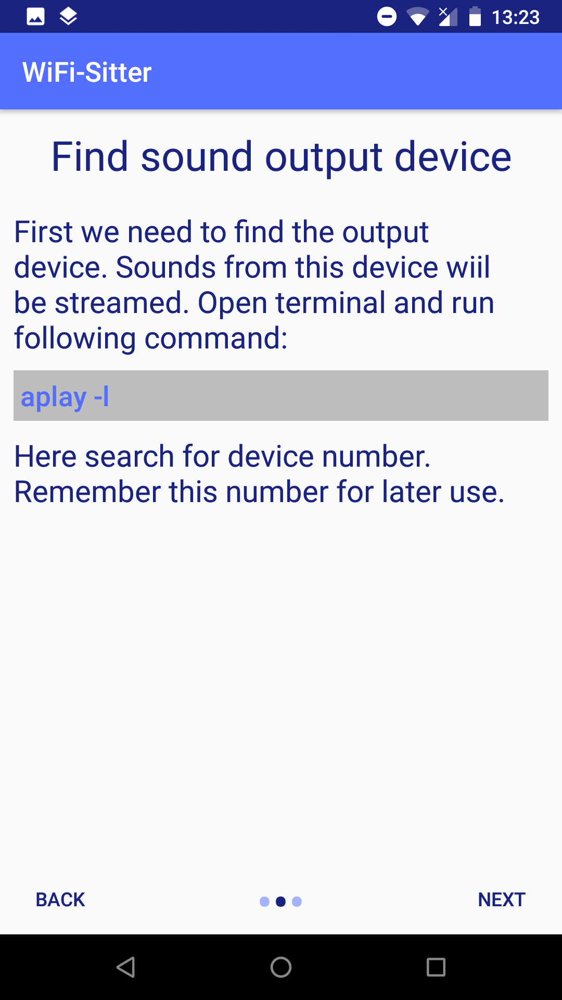 13:23
WiFi-Sitter
Find sound output device
First we need to find the output
device. Sounds from this device wiil
be streamed. Open terminal and run
following command:
aplay -l
Here search for device number.
Remember this number for later use.
BACK
NEXT